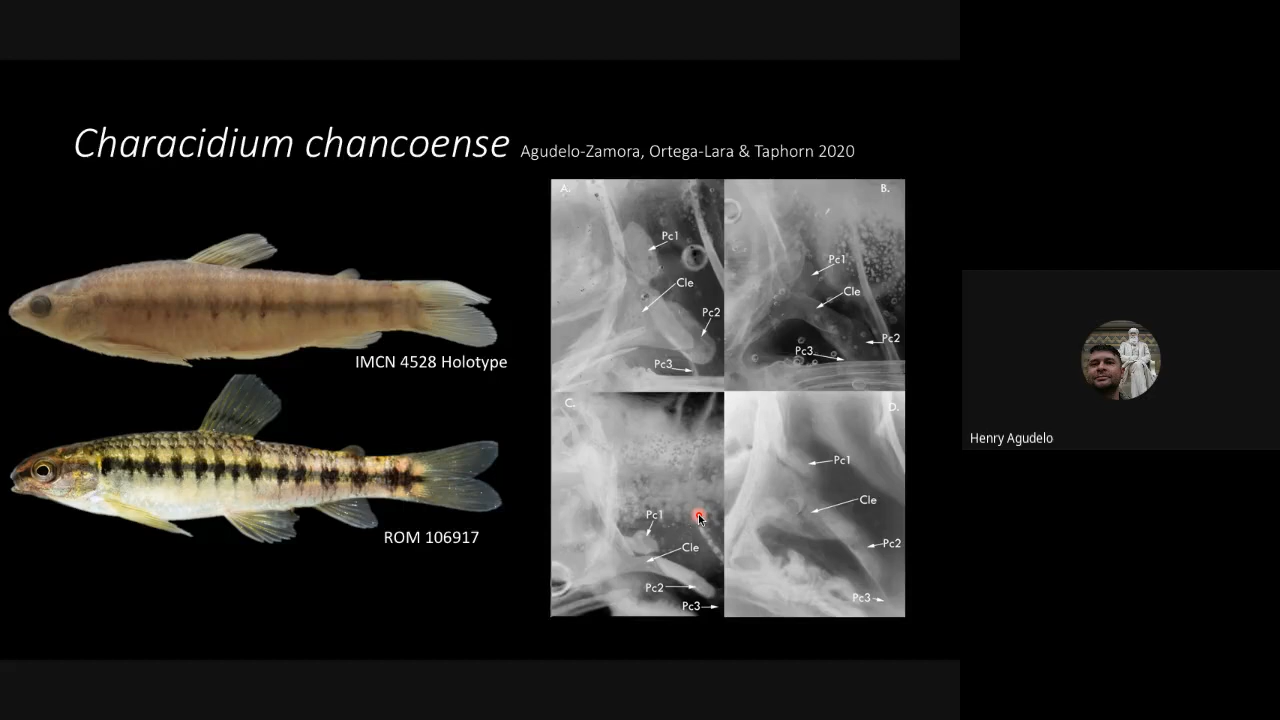 Characidium chancoense Agudelo-Zamora, Ortega-Lara & Taphorn 2020
IMCN 4528 Holotype
ROM 106917
A.
Pc1
Cle
Pc2
Pc3
B.
Pc1
Cle
Pc2
Pc3
C.
Pc1
Cle
Pc2
Pc3
D.
Pc1
Cle
Pc2
Pc3
Henry Agudelo